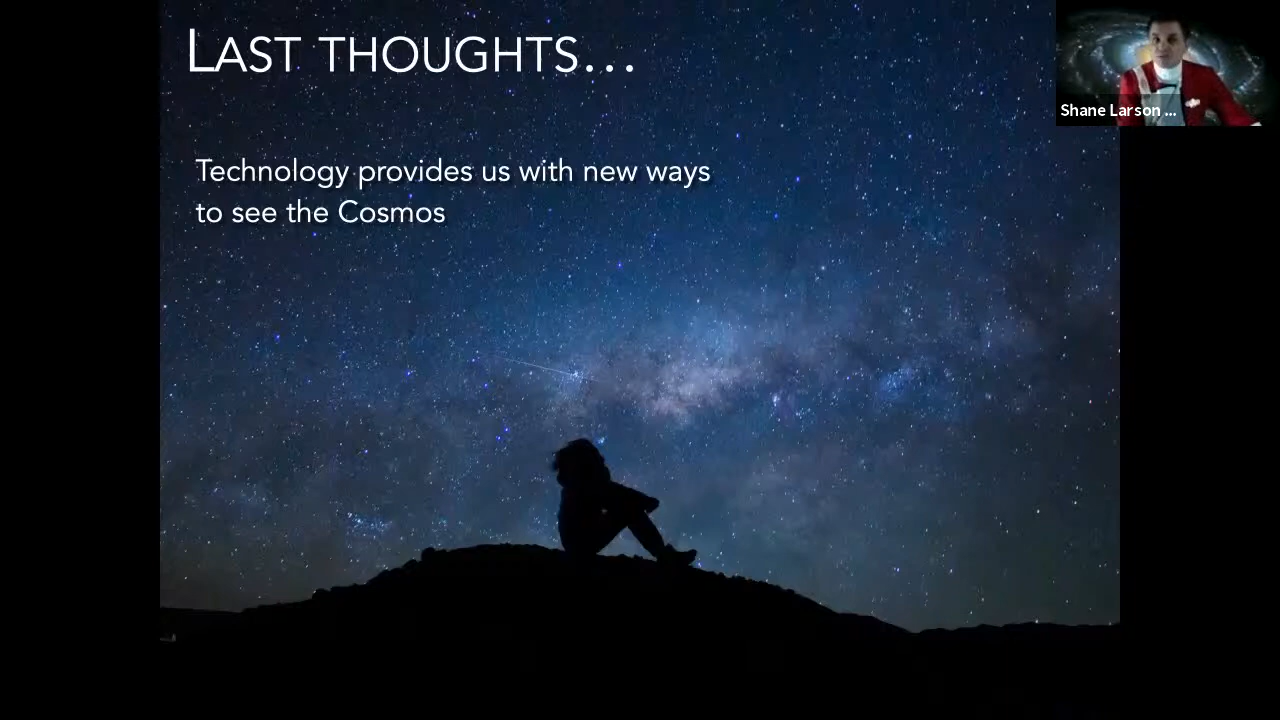 LAST THOUGHTS...
Technology provides us with new ways
to see the Cosmos
Shane Larson ...